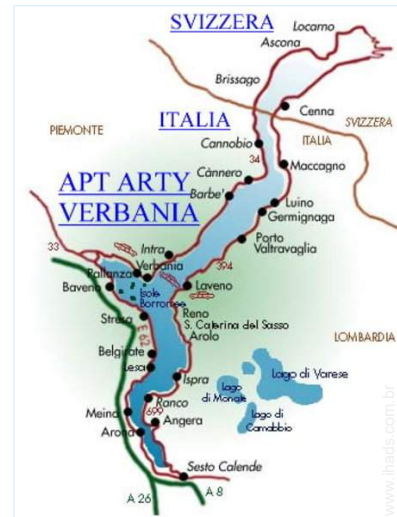 SVIZZERA
Locarno
Ascona
Brissago
Cenna
SVIZZERA
PIEMONTE
ITALIA
ITALIA
Cannobio
34
Maccagno
Cànnero
APT ARTY
Barbe'
VERBANIA
Luino
Germignaga
Porto
Valtravaglia
Intra
33
394
Verbania
Pallanza
Baveno
Laveno
Isole
Borromee
Reno
Stresa
S. Caterina del Sasso
E 62
Arolo
LOMBARDIA
Belgirate
Lesa
Ispra
Lago di Varese
Lago
di Monate
Ranco
699
Meina
Angera
Lago di
Comabbio
Arona
Sesto Calende
A 26
A 8
www.ihads.com.br